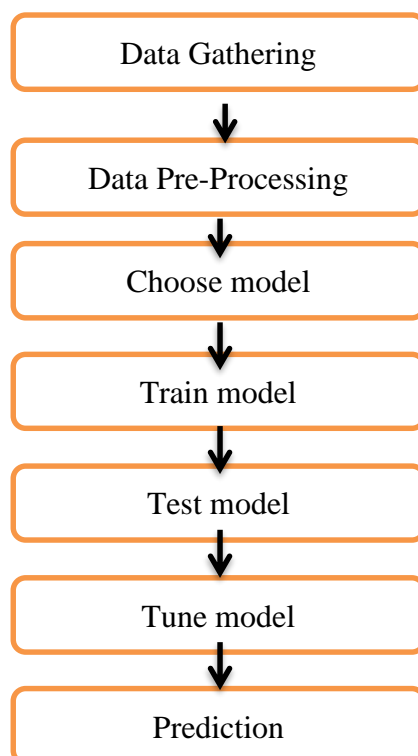 Data Gathering
Data Pre-Processing
Choose model
Train model
Test model
Tune model
Prediction